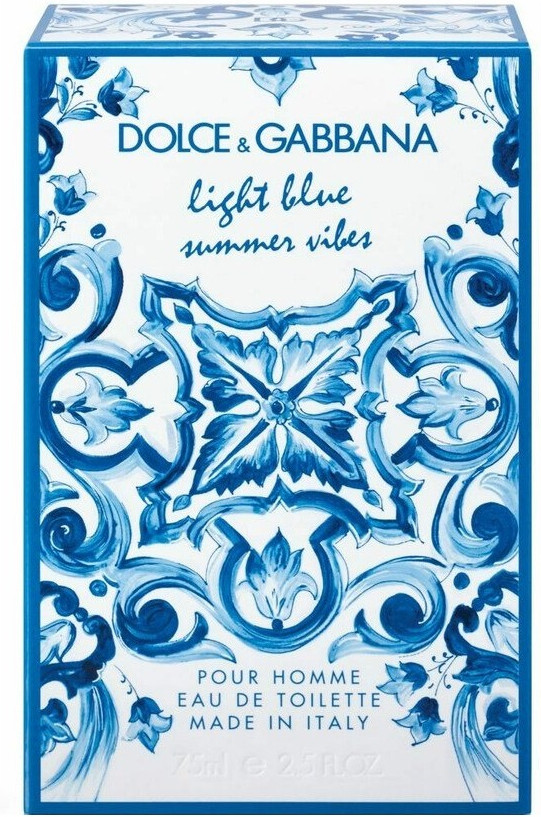 DOLCE & GABBANA
light blue
summer vibes
POUR HOMME
EAU DE TOILETTE
MADE IN ITALY
75ml e 2.5 FL.OZ